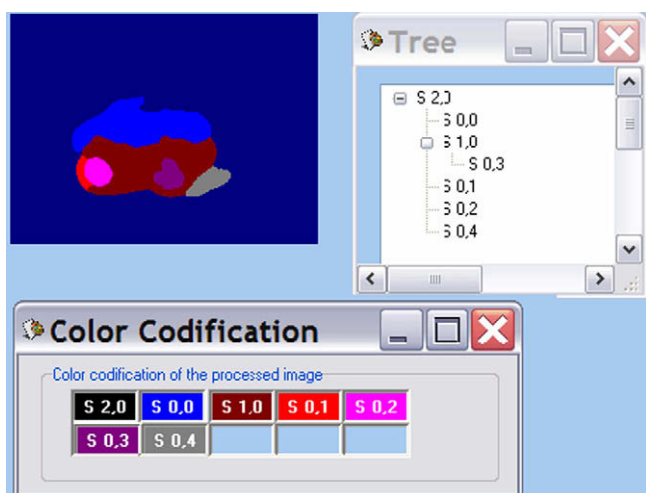 Tree
S 2,0
S 0,0
S 1,0
S 0,3
S 0,1
S 0,2
S 0,4
Color Codification
Color codification of the processed image
S 2,0 S 0,0 S 1,0 S 0,1 S 0,2
S 0,3 S 0,4